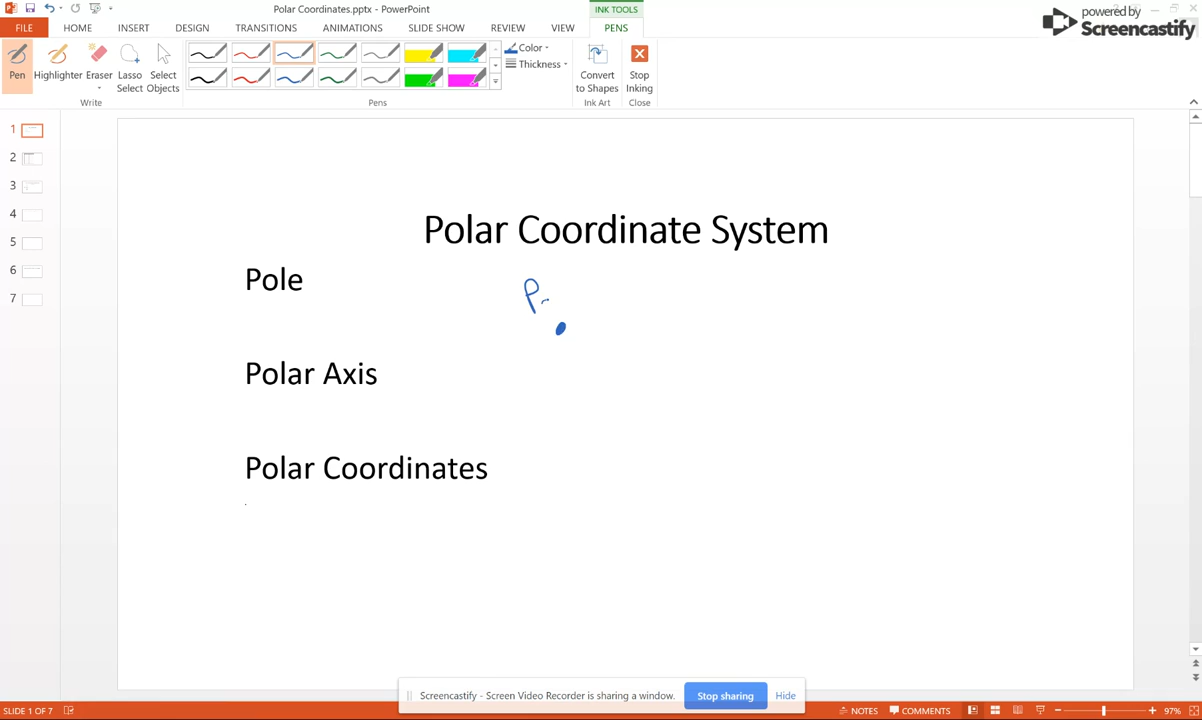 Polar Coordinates.pptx - PowerPoint
INK TOOLS
FILE HOME INSERT DESIGN TRANSITIONS ANIMATIONS SLIDE SHOW REVIEW VIEW PENS
powered by
Screencastify
Pen
Highlighter
Eraser
Lasso Select
Select Objects
Color
Thickness
Convert to Shapes
Stop Inking
Write
Pens
Ink Art
Close
1
2
3
4
5
6
7
Polar Coordinate System
Pole
P
Polar Axis
Polar Coordinates
Screencastify - Screen Video Recorder is sharing a window.
Stop sharing
Hide
SLIDE 1 OF 7
NOTES
COMMENTS
97%